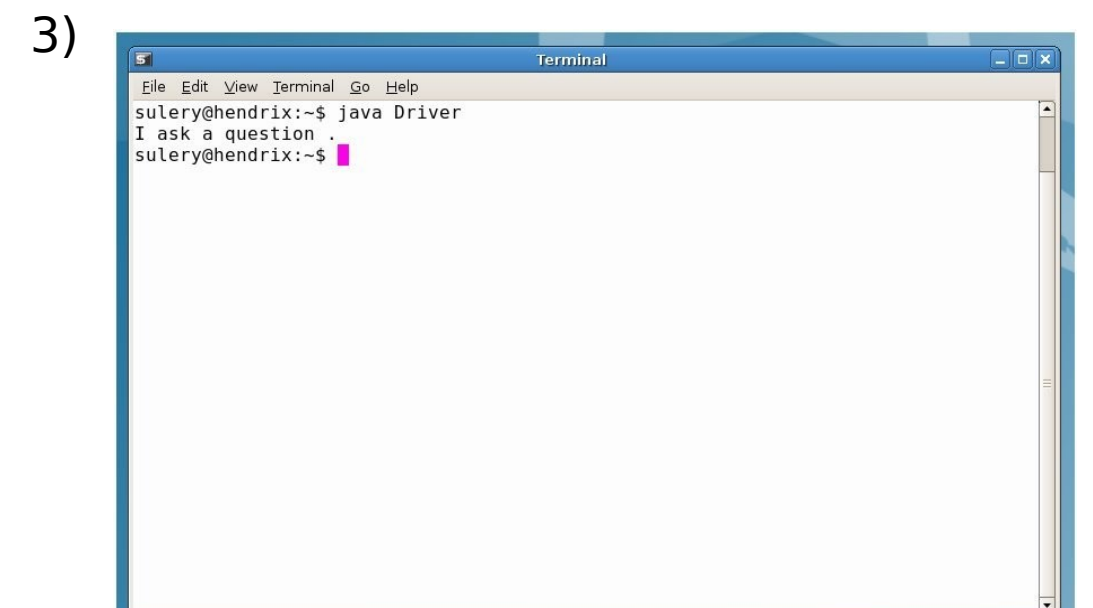 3)
Terminal
File Edit View Terminal Go Help
sulery@hendrix:~$ java Driver
I ask a question .
sulery@hendrix:~$